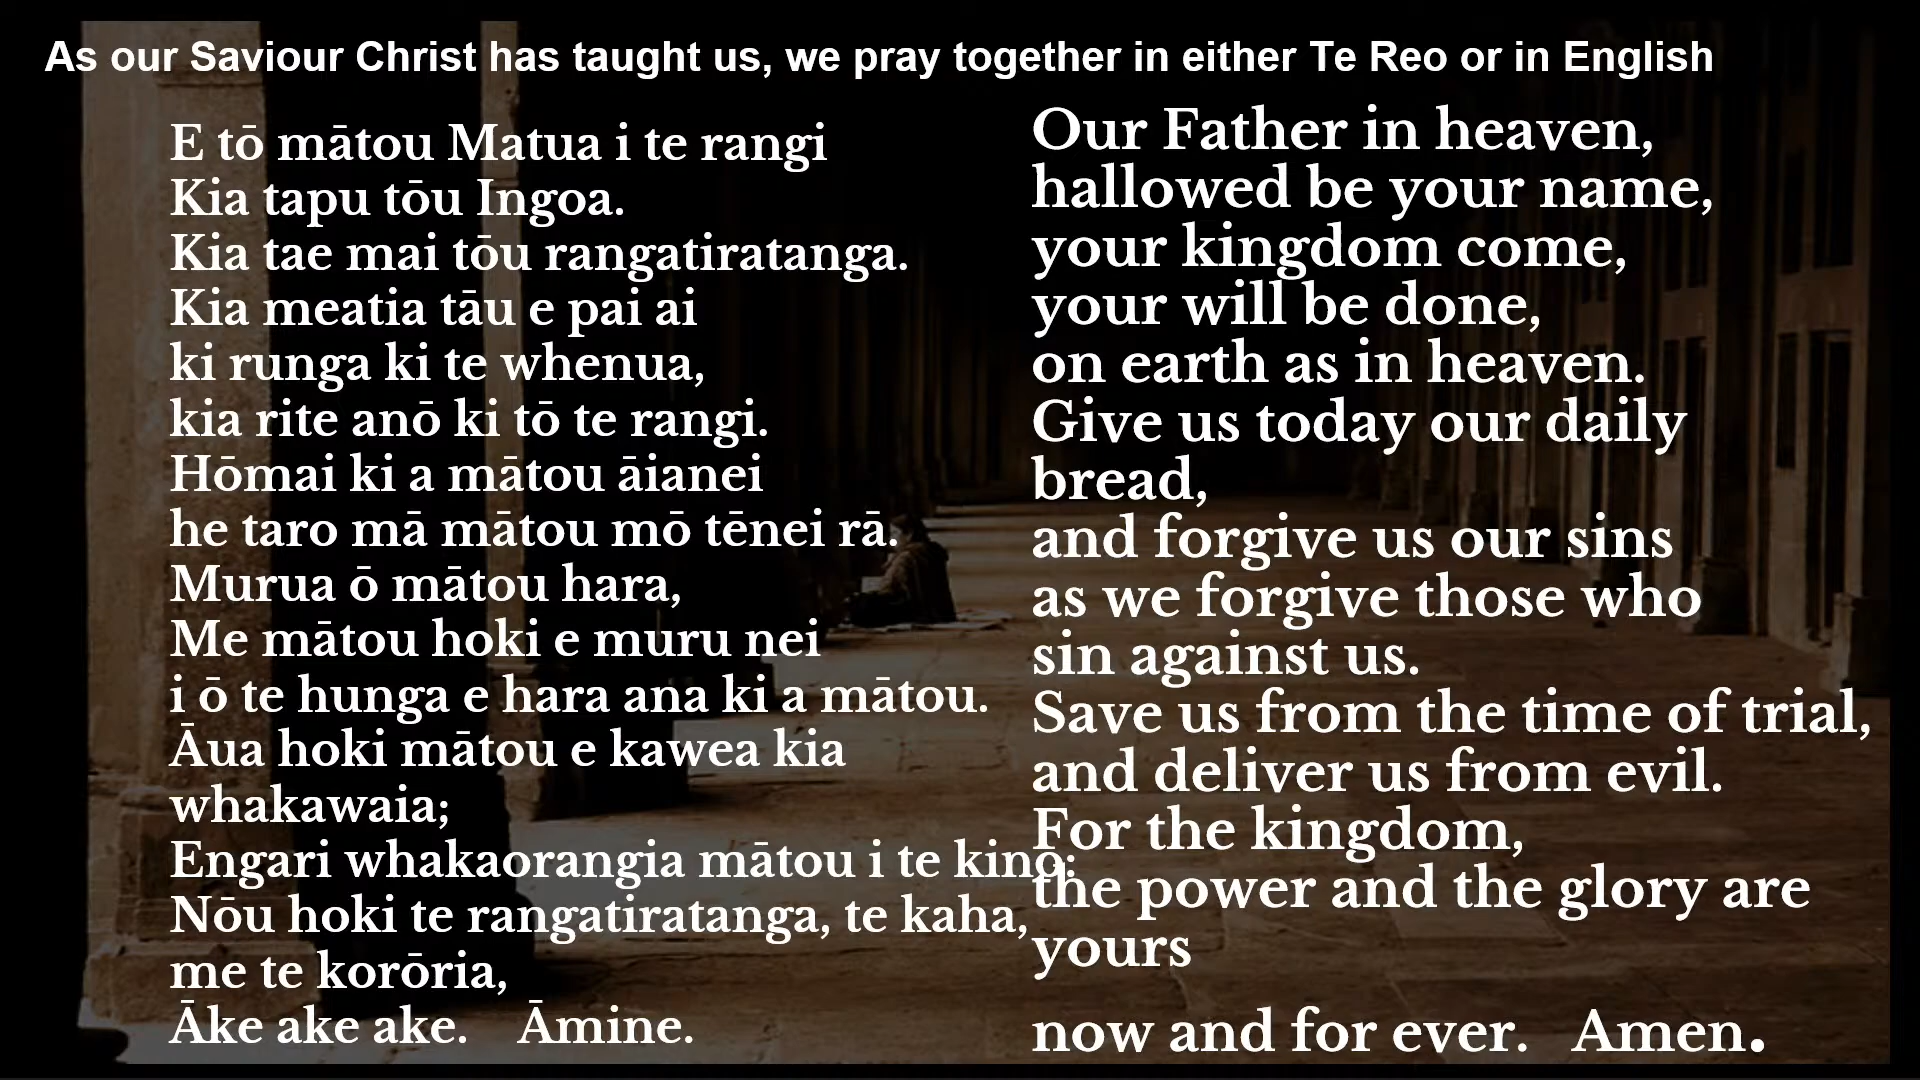 As our Saviour Christ has taught us, we pray together in either Te Reo or in English
E tō mātou Matua i te rangi
Kia tapu tōu Ingoa.
Kia tae mai tōu rangatiratanga.
Kia meatia tāu e pai ai
ki runga ki te whenua,
kia rite anō ki tō te rangi.
Hōmai ki a mātou āianei
he taro mā mātou mō tēnei rā.
Murua ō mātou hara,
Me mātou hoki e muru nei
i ō te hunga e hara ana ki a mātou.
Āua hoki mātou e kawea kia
whakawaia;
Engari whakaorangia mātou i te kino:
Nōu hoki te rangatiratanga, te kaha,
me te korōria,
Āke ake ake. Āmine.
Our Father in heaven,
hallowed be your name,
your kingdom come,
your will be done,
on earth as in heaven.
Give us today our daily
bread,
and forgive us our sins
as we forgive those who
sin against us.
Save us from the time of trial,
and deliver us from evil.
For the kingdom,
the power and the glory are
yours
now and for ever. Amen.